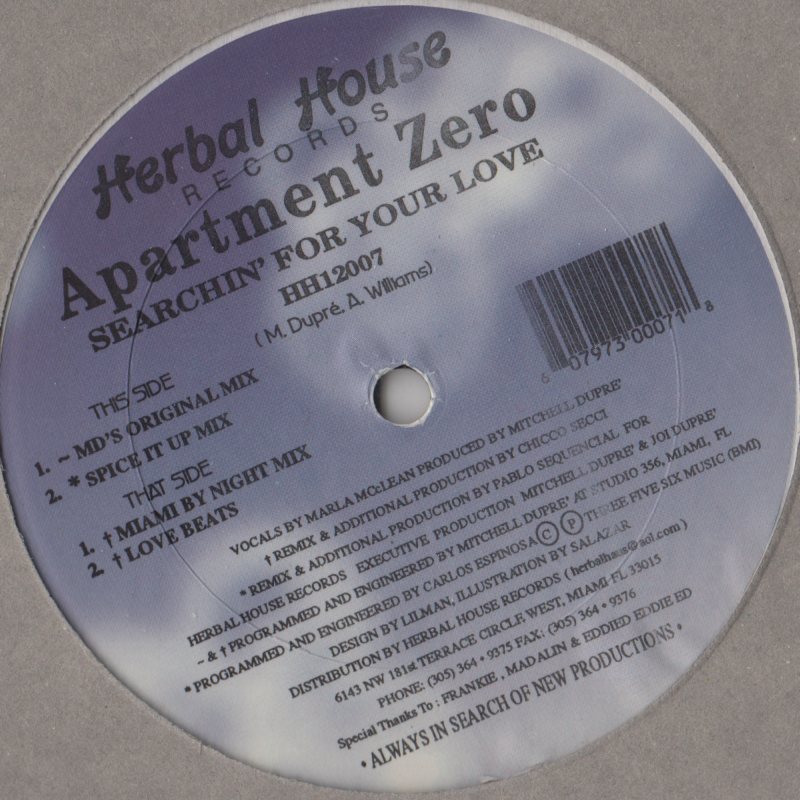 Herbal House
RECORDS
Apartment Zero
SEARCHIN' FOR YOUR LOVE
HH12007
( M. Dupré, A. Williams)
6 07973 00071 8
THIS SIDE
1. ~ MD'S ORIGINAL MIX
2. * SPICE IT UP MIX
THAT SIDE
1. † MIAMI BY NIGHT MIX
2. † LOVE BEATS
VOCALS BY MARLA McLEAN PRODUCED BY MITCHELL DUPRE'
† REMIX & ADDITIONAL PRODUCTION BY CHICCO SECCI
* REMIX & ADDITIONAL PRODUCTION BY PABLO SEQUENCIAL FOR
HERBAL HOUSE RECORDS EXECUTIVE PRODUCTION MITCHELL DUPRE' & JOI DUPRE'
~ & † PROGRAMMED AND ENGINEERED BY MITCHELL DUPRE' AT STUDIO 356, MIAMI, FL
* PROGRAMMED AND ENGINEERED BY CARLOS ESPINOSA Ⓒ Ⓟ THREE FIVE SIX MUSIC (BMI)
DESIGN BY LILMAN, ILLUSTRATION BY SALAZAR
DISTRIBUTION BY HERBAL HOUSE RECORDS ( herbalhaus@aol.com )
6143 NW 181st TERRACE CIRCLE WEST, MIAMI FL 33015
PHONE: (305) 364 • 9375 FAX: (305) 364 • 9376
Special Thanks To : FRANKIE , MADALIN & EDDIED EDDIE ED
• ALWAYS IN SEARCH OF NEW PRODUCTIONS •